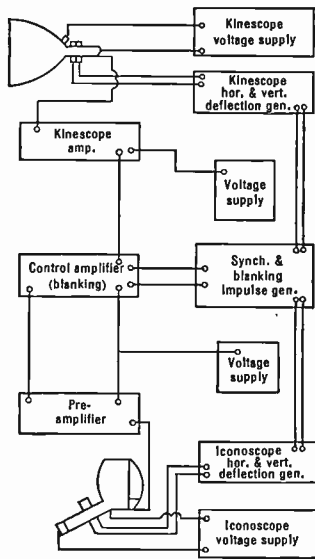 Kinescope
voltage supply
Kinescope
hor. & vert.
deflection gen.
Kinescope
amp.
Voltage
supply
Control amplifier
(blanking)
Synch. &
blanking
impulse gen.
Voltage
supply
Pre-
amplifier
Iconoscope
hor. & vert.
deflection gen.
Iconoscope
voltage supply